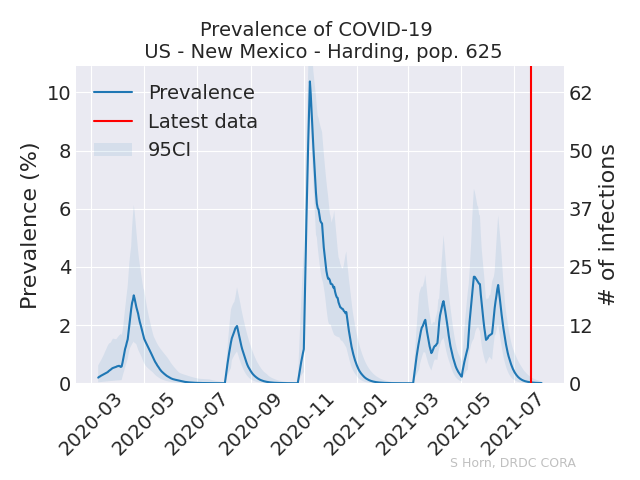 Prevalence of COVID-19
US - New Mexico - Harding, pop. 625
Prevalence (%)
10
8
6
4
2
0
Prevalence
Latest data
95CI
62
50
37
25
12
0
# of infections
2020-03
2020-05
2020-07
2020-09
2020-11
2021-01
2021-03
2021-05
2021-07
S Horn, DRDC CORA